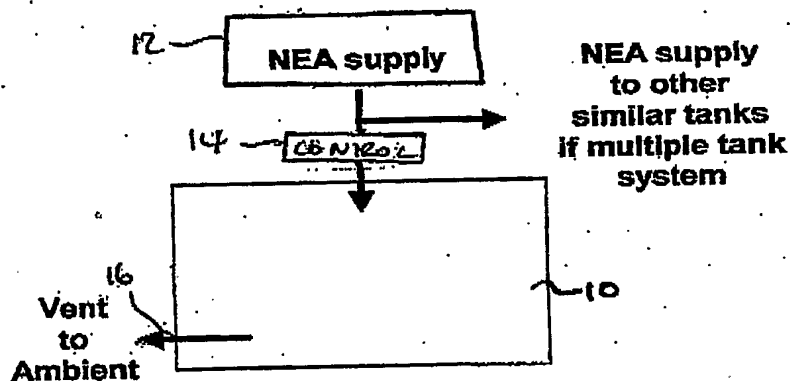 12
NEA supply
NEA supply
to other
similar tanks
if multiple tank
system
14
CONTROL
10
16
Vent
to
Ambient